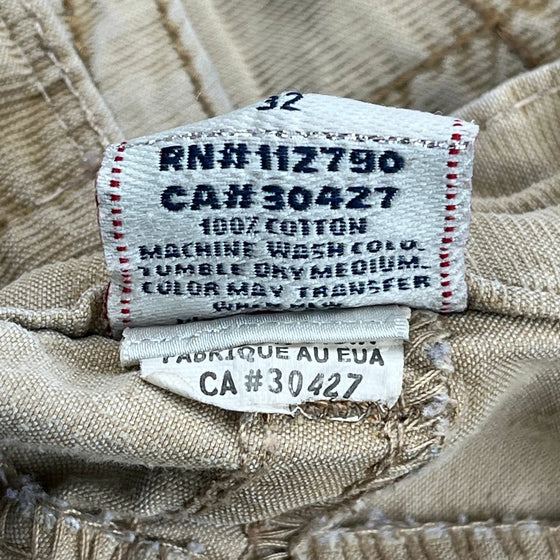 32
RN#112790
CA#30427
100% COTTON
MACHINE WASH COLD.
TUMBLE DRY MEDIUM.
COLOR MAY TRANSFER
FABRIQUE AU EUA
CA #30427